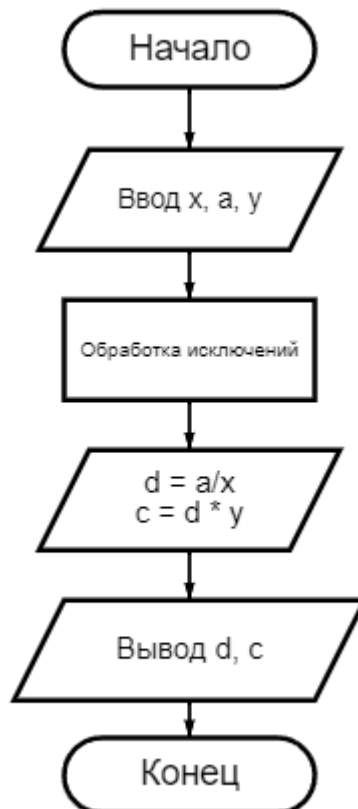 Начало
Ввод x, a, y
Обработка исключений
d = a/x
c = d * y
Вывод d, c
Конец